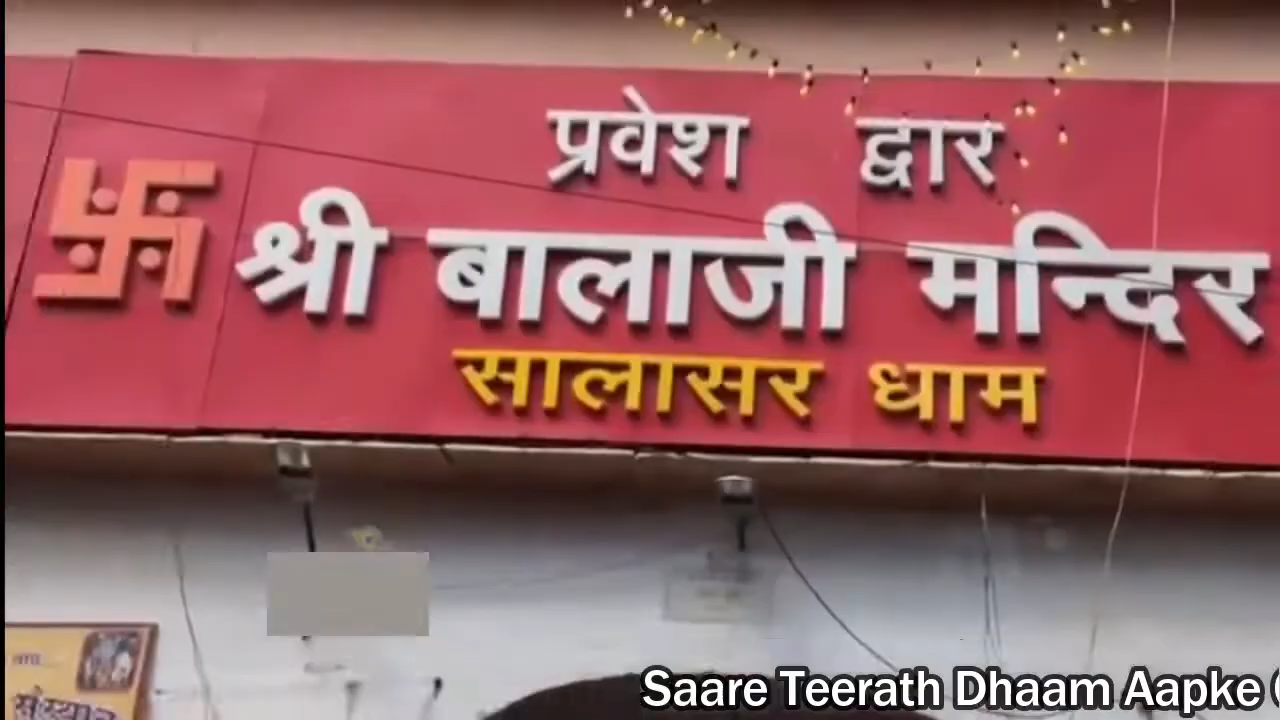 प्रवेश द्वार
श्री बालाजी मन्दिर
सालासर धाम
Saare Teerath Dhaam Aapke